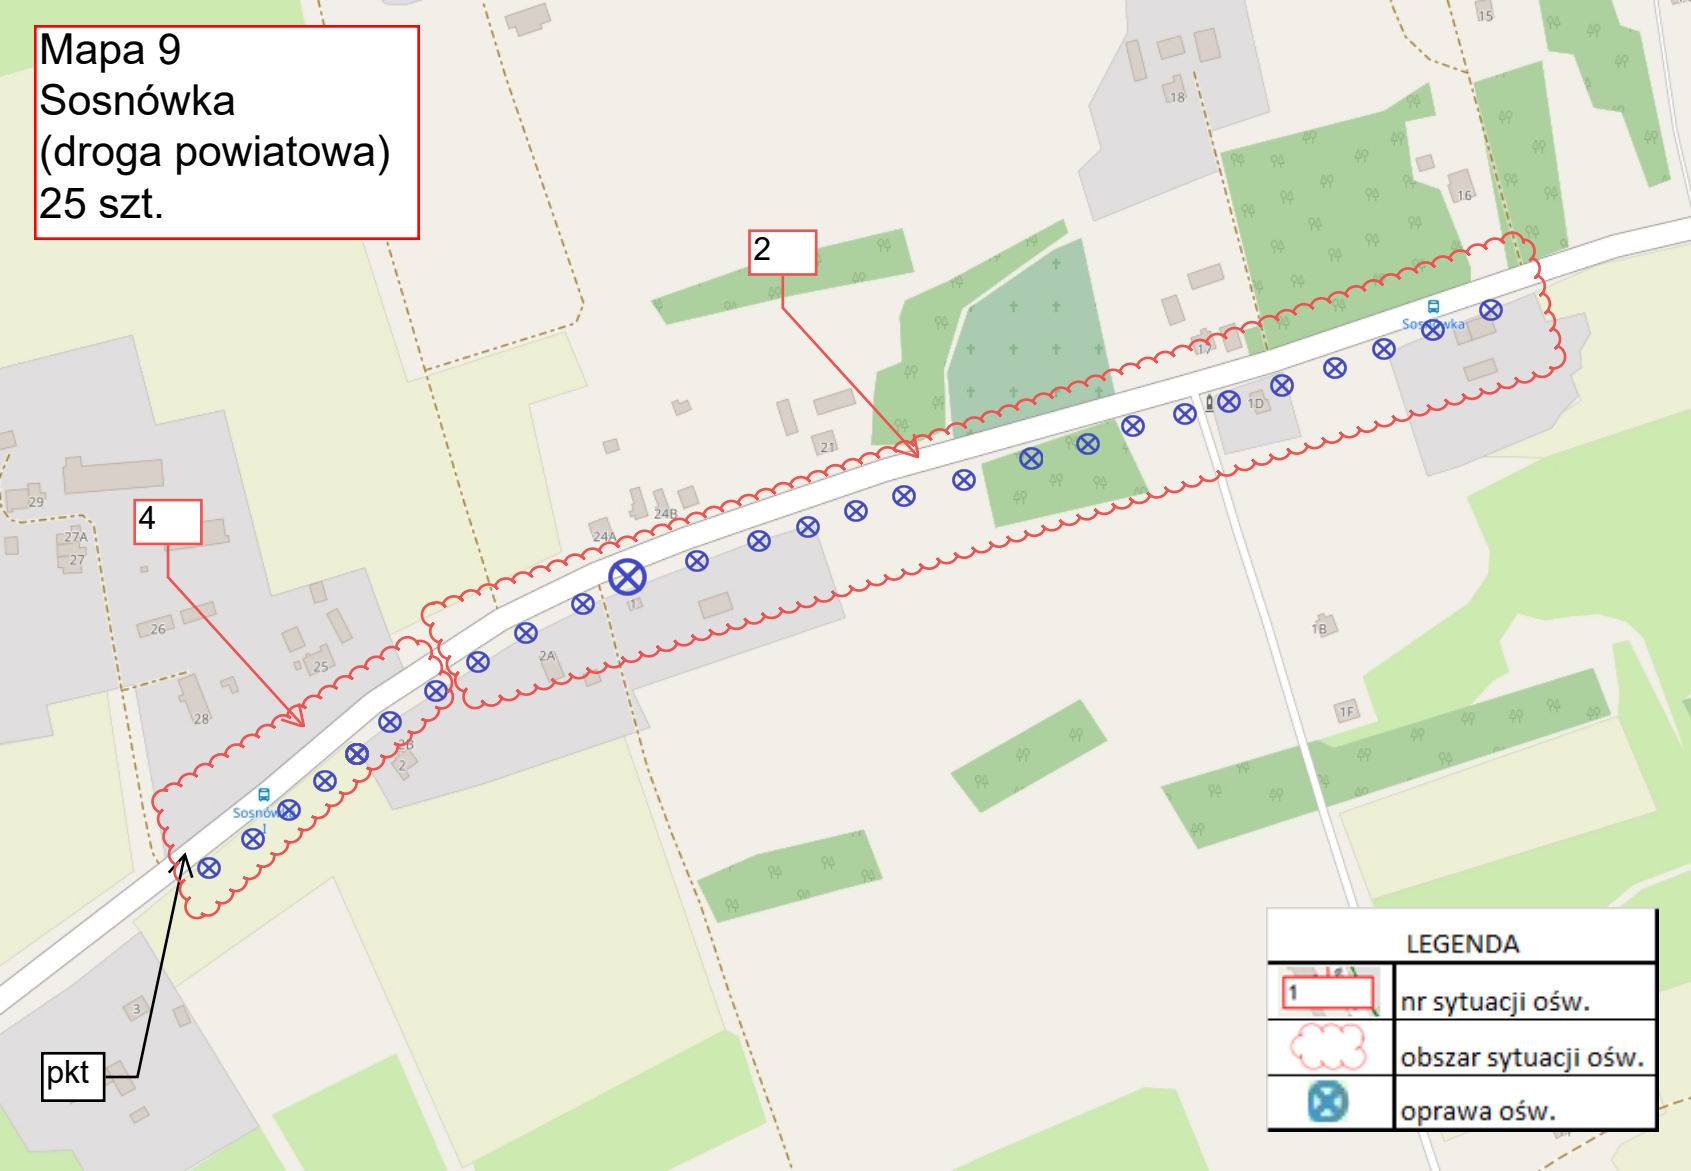 Mapa 9
Sosnówka
(droga powiatowa)
25 szt.
15
18
16
2
17
Sosnówka
1D
21
24B
24A
29
4
27A
27
1
26
25
2A
28
2B
2
1B
1F
Sosnówka
I
3
pkt
LEGENDA
1
nr sytuacji ośw.
obszar sytuacji ośw.
oprawa ośw.